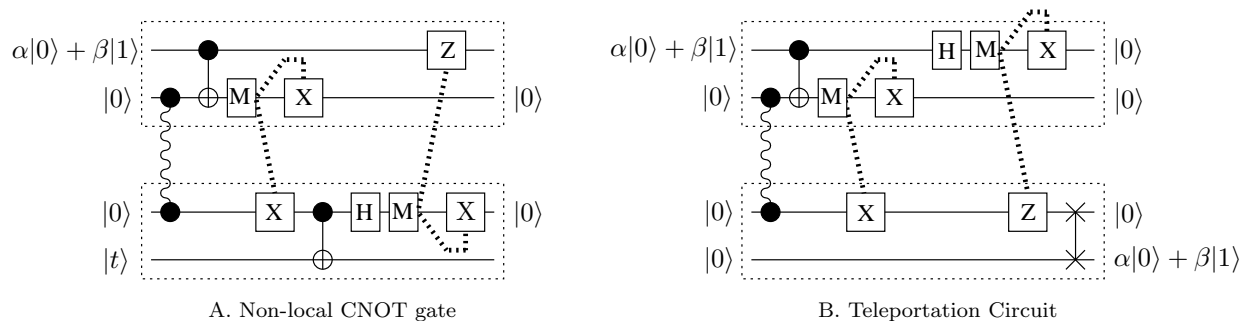 α|0⟩ + β|1⟩ Z
|0⟩ M X |0⟩
|0⟩ X H M X |0⟩
|t⟩
A. Non-local CNOT gate
α|0⟩ + β|1⟩ H M X |0⟩
|0⟩ M X |0⟩
|0⟩ X Z |0⟩
|0⟩ α|0⟩ + β|1⟩
B. Teleportation Circuit